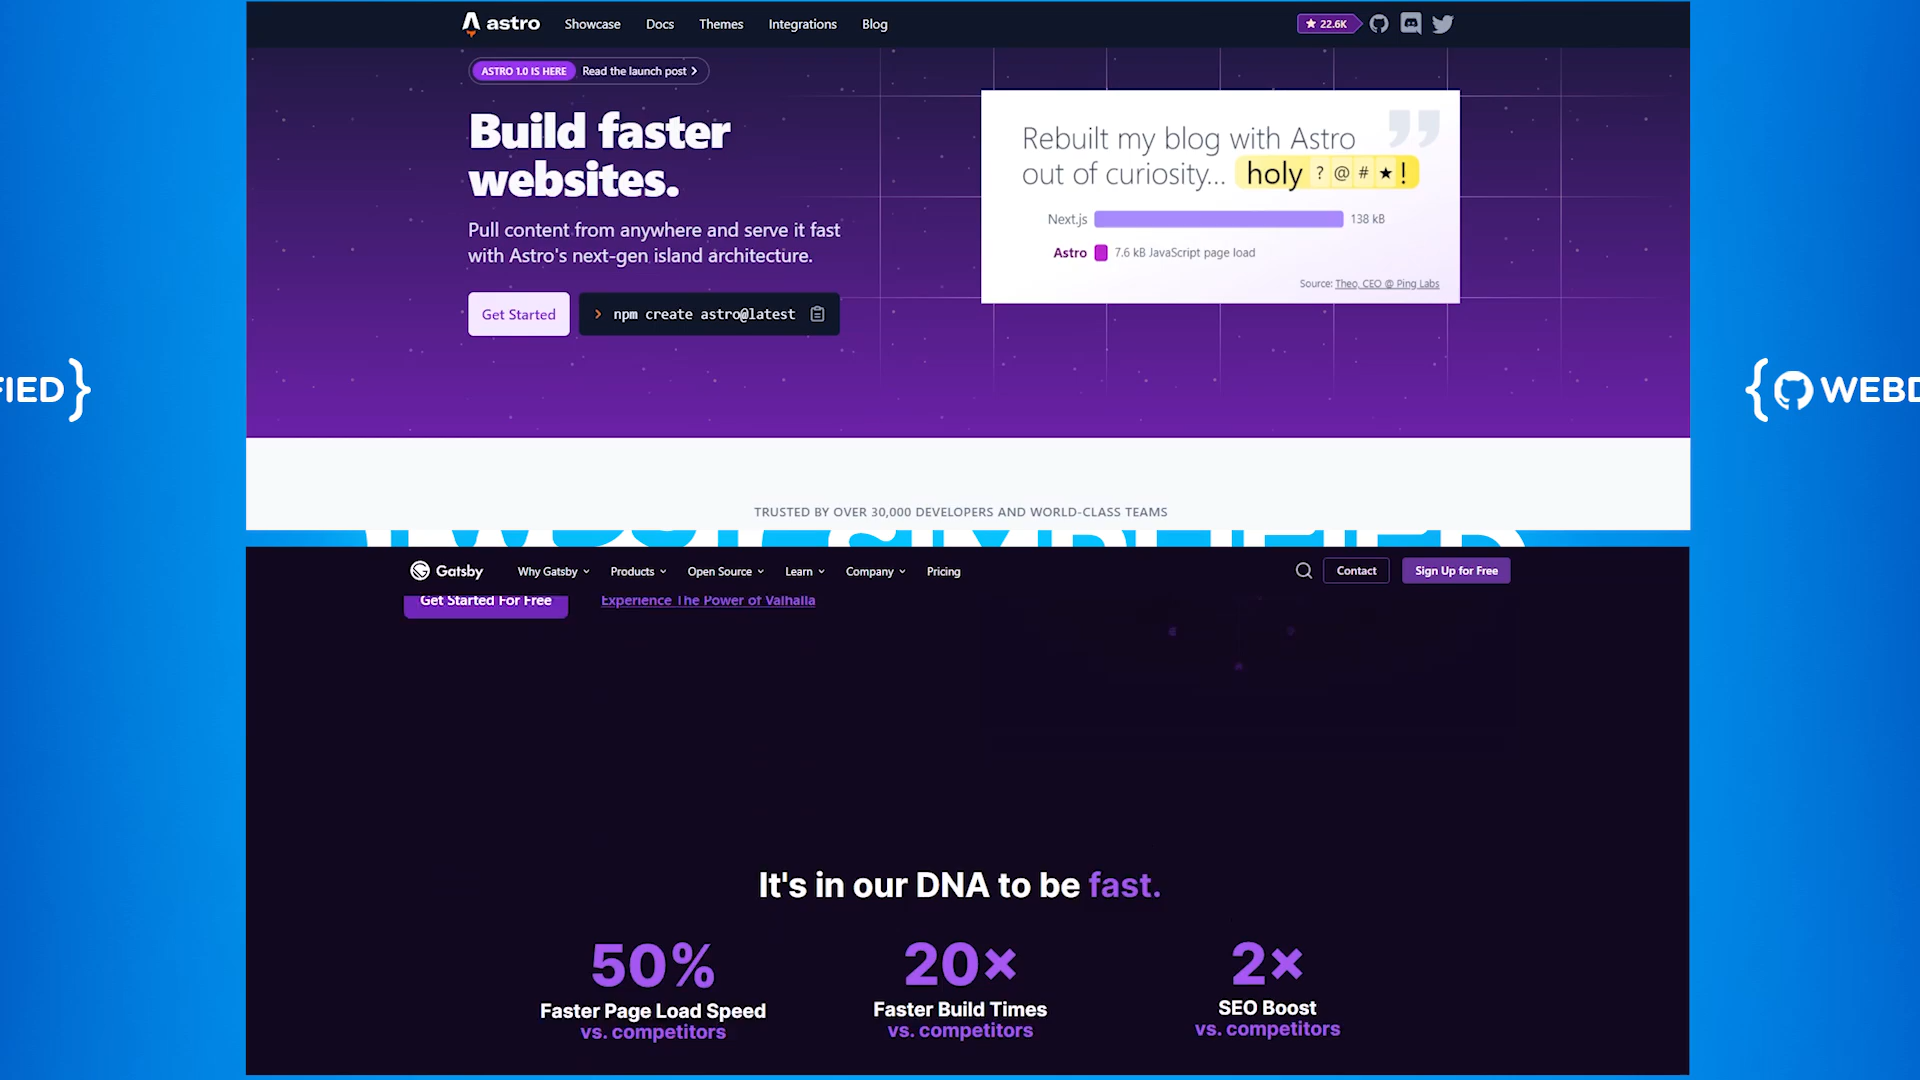 astro Showcase Docs Themes Integrations Blog ★ 22.6K
ASTRO 1.0 IS HERE Read the launch post >
Build faster
websites.
Pull content from anywhere and serve it fast
with Astro's next-gen island architecture.
Get Started > npm create astro@latest
Rebuilt my blog with Astro
out of curiosity... holy ?@#★!
Next.js 138 kB
Astro 7.6 kB JavaScript page load
Source: Theo, CEO @ Ping Labs
FIED}
{ WEBD
TRUSTED BY OVER 30,000 DEVELOPERS AND WORLD-CLASS TEAMS
Gatsby Why Gatsby Products Open Source Learn Company Pricing Contact Sign Up for Free
Get Started For Free Experience The Power of Valhalla
It's in our DNA to be fast.
50% 20× 2×
Faster Page Load Speed Faster Build Times SEO Boost
vs. competitors vs. competitors vs. competitors